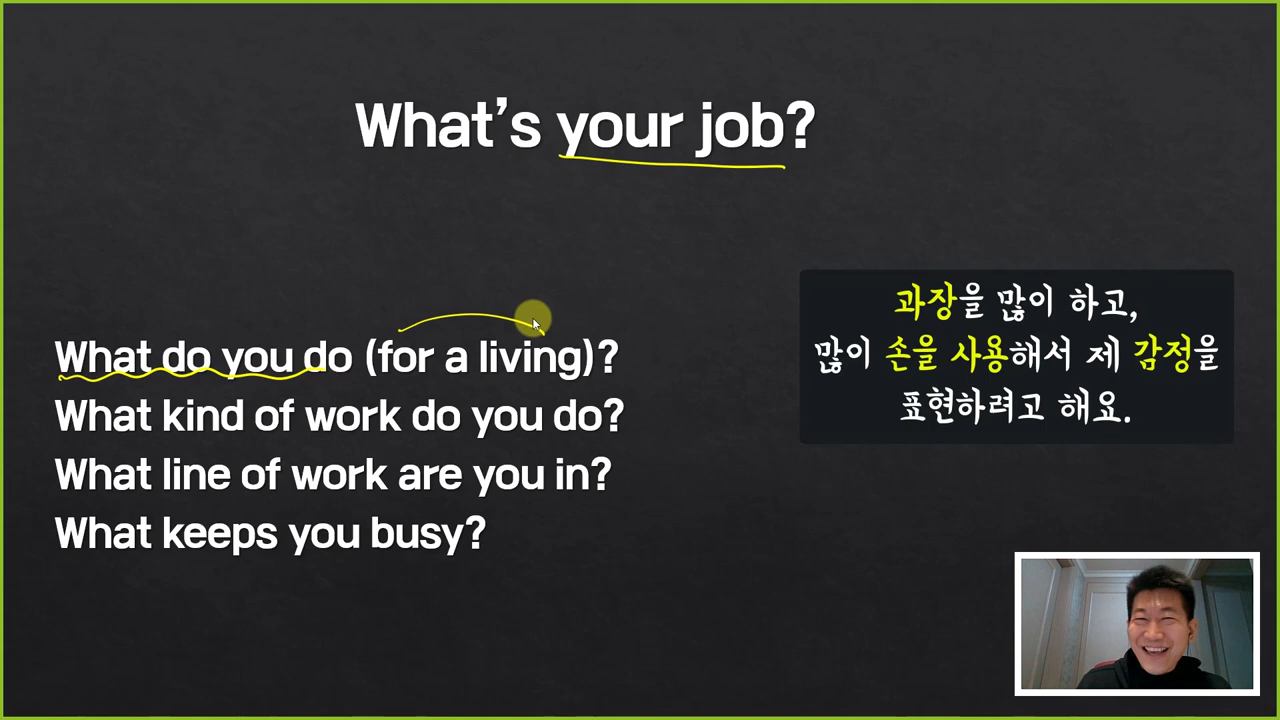 What's your job?
What do you do (for a living)?
What kind of work do you do?
What line of work are you in?
What keeps you busy?
과장을 많이 하고,
많이 손을 사용해서 제 감정을
표현하려고 해요.